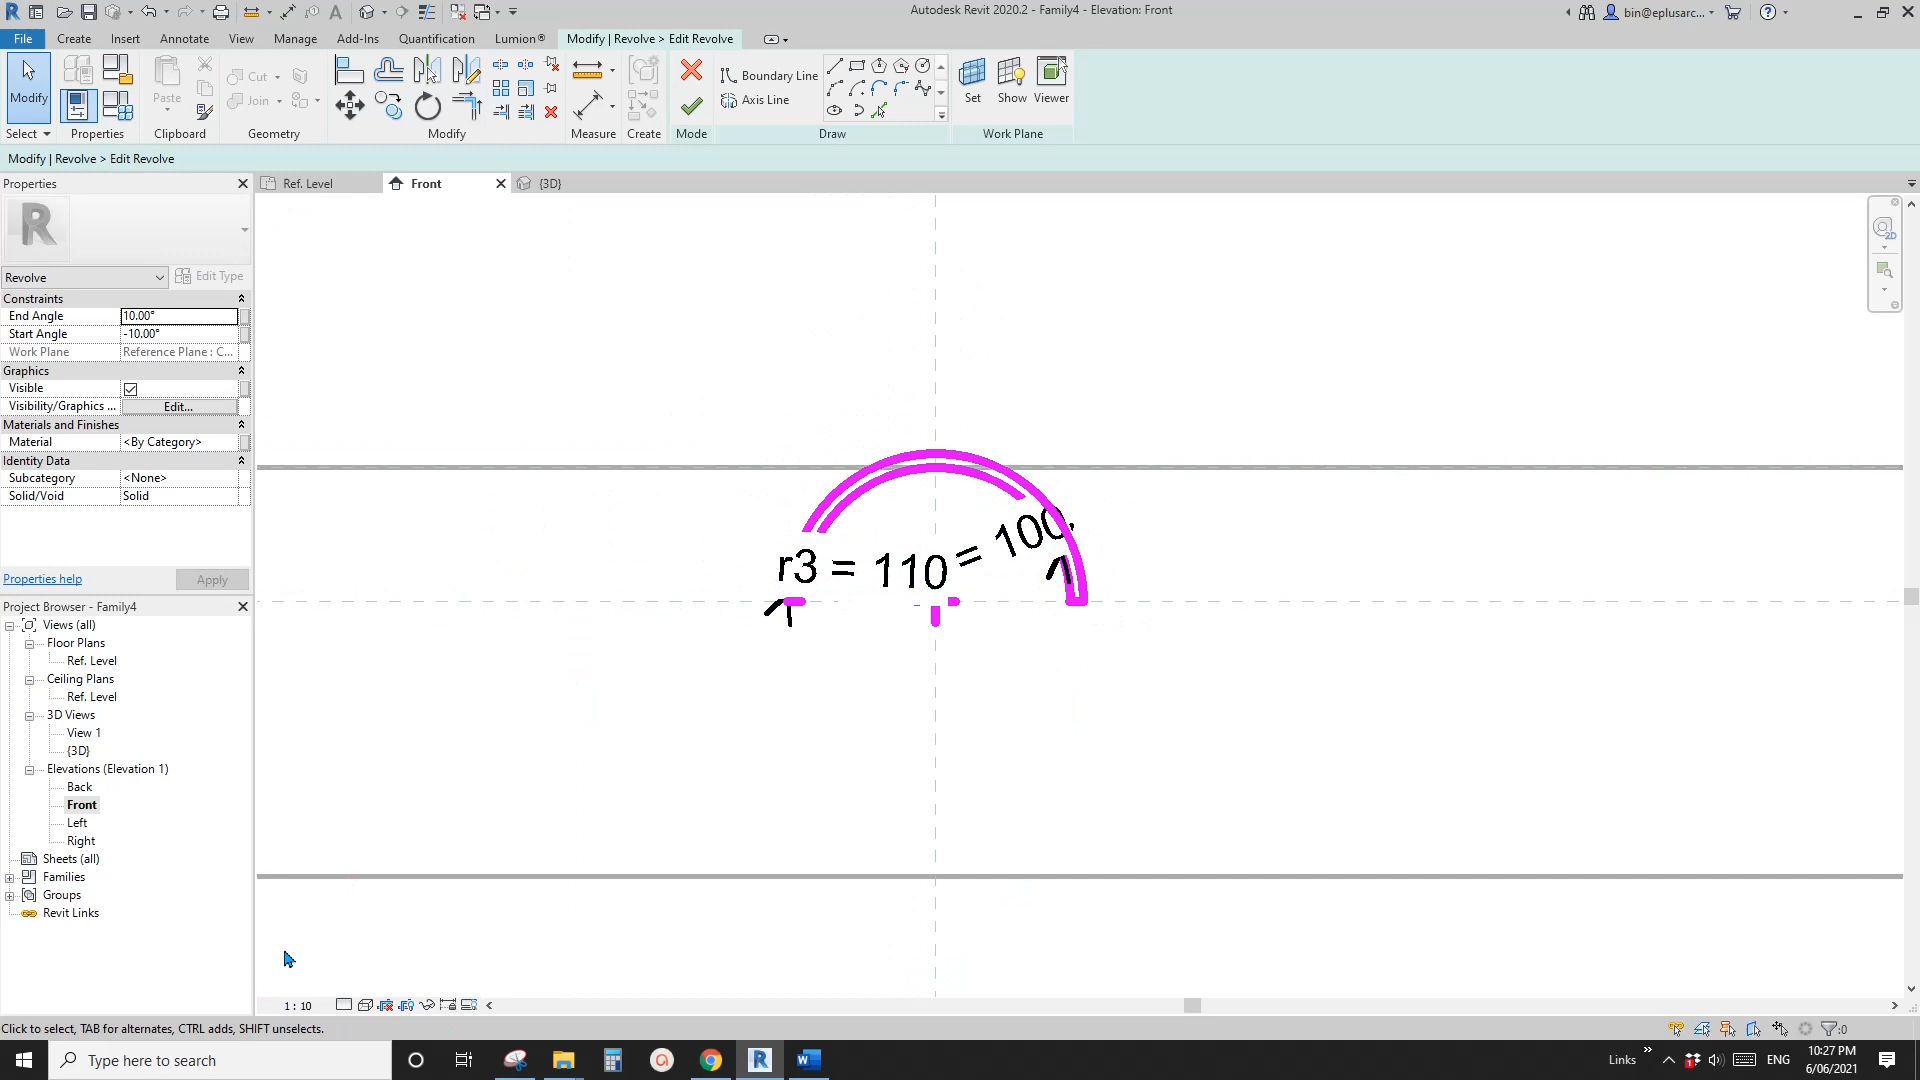 Autodesk Revit 2020.2 - Family4 - Elevation: Front
bin@eplusarc...
File Create Insert Annotate View Manage Add-Ins Quantification Lumion® Modify | Revolve > Edit Revolve
Modify
Paste
Cut
Join
Boundary Line
Axis Line
Set Show Viewer
Select Properties Clipboard Geometry Modify Measure Create Mode Draw Work Plane
Modify | Revolve > Edit Revolve
Properties
Ref. Level
Front
{3D}
R
Revolve
Edit Type
Constraints
End Angle 10.00°
Start Angle -10.00°
Work Plane Reference Plane : C...
Graphics
Visible
Visibility/Graphics ... Edit...
Materials and Finishes
Material <By Category>
Identity Data
Subcategory <None>
Solid/Void Solid
Properties help
Apply
Project Browser - Family4
Views (all)
Floor Plans
Ref. Level
Ceiling Plans
Ref. Level
3D Views
View 1
{3D}
Elevations (Elevation 1)
Back
Front
Left
Right
Sheets (all)
Families
Groups
Revit Links
r3 = 110
= 100
2D
1 : 10
Click to select, TAB for alternates, CTRL adds, SHIFT unselects.
:0
Type here to search
Links
ENG
10:27 PM
6/06/2021